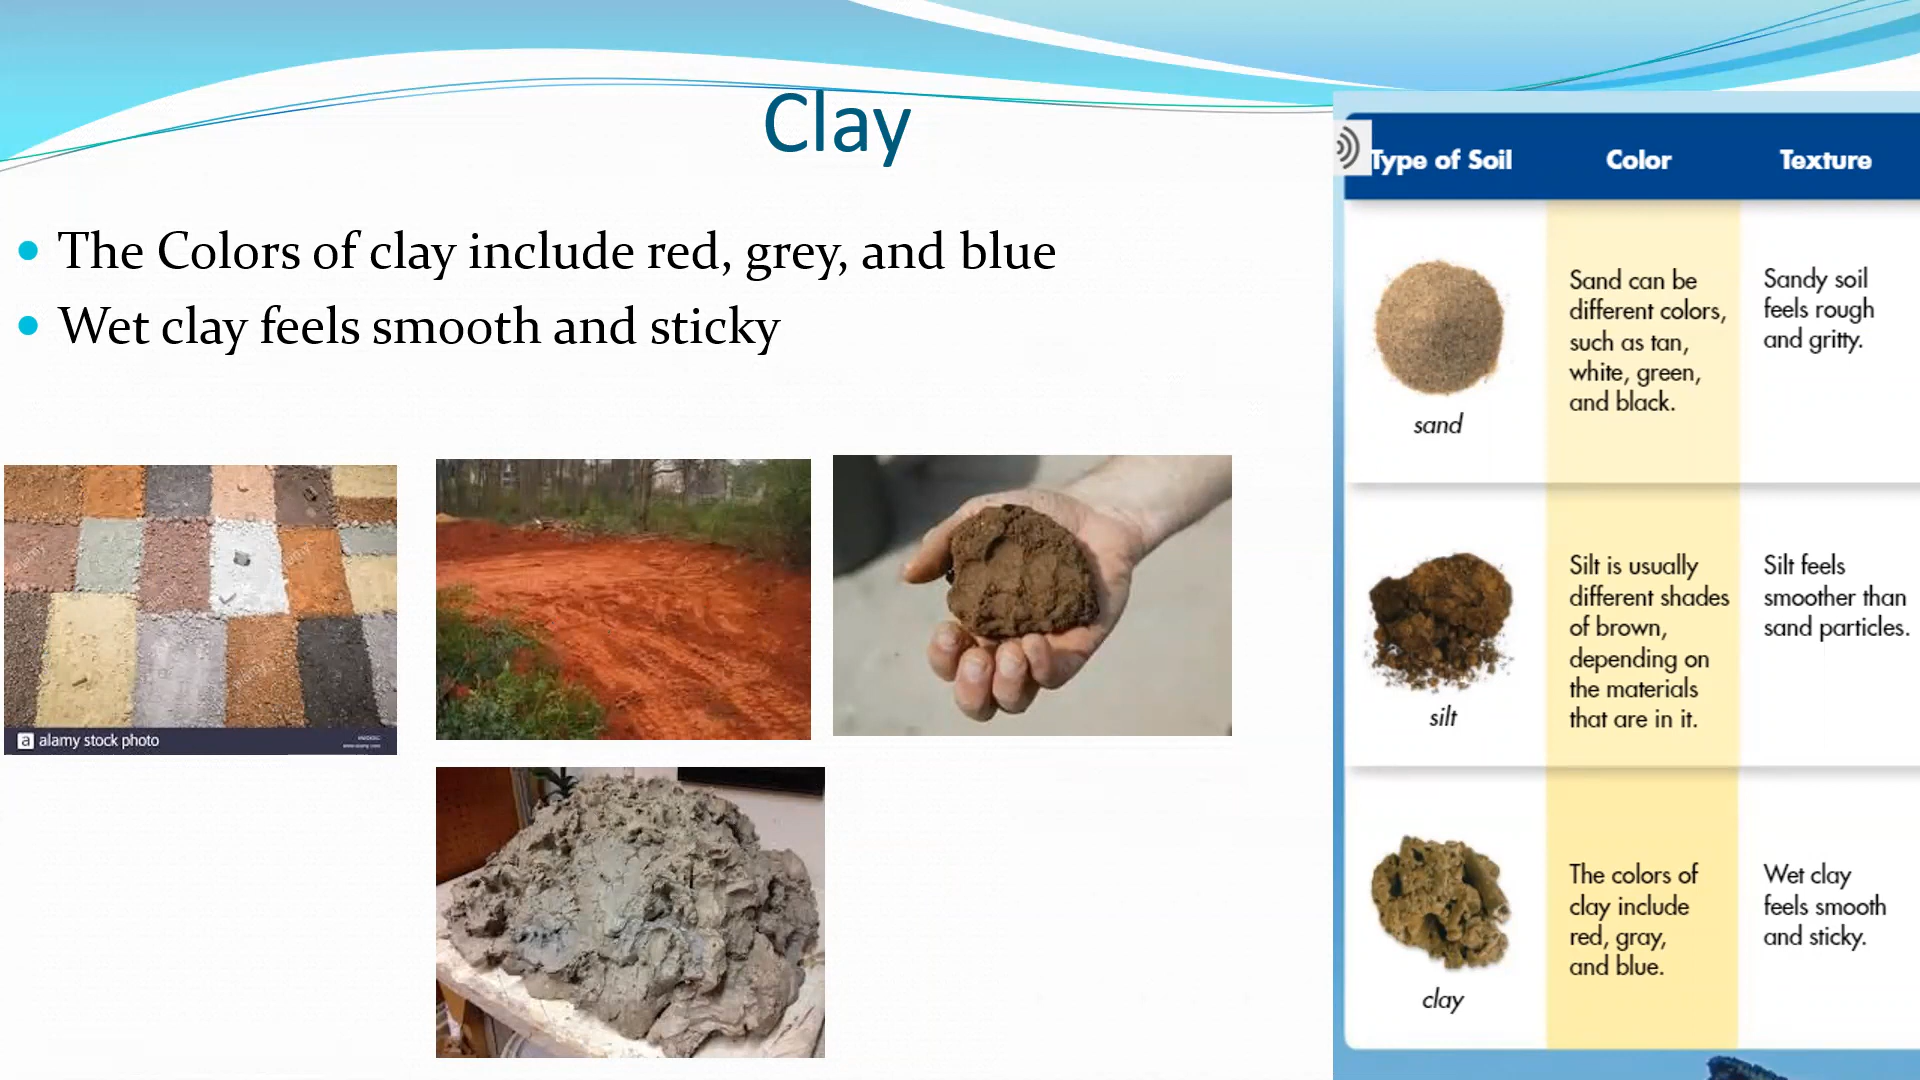 Clay
The Colors of clay include red, grey, and blue
Wet clay feels smooth and sticky
a alamy stock photo
Type of Soil Color Texture
sand
Sand can be
different colors,
such as tan,
white, green,
and black.
Sandy soil
feels rough
and gritty.
silt
Silt is usually
different shades
of brown,
depending on
the materials
that are in it.
Silt feels
smoother than
sand particles.
clay
The colors of
clay include
red, gray,
and blue.
Wet clay
feels smooth
and sticky.